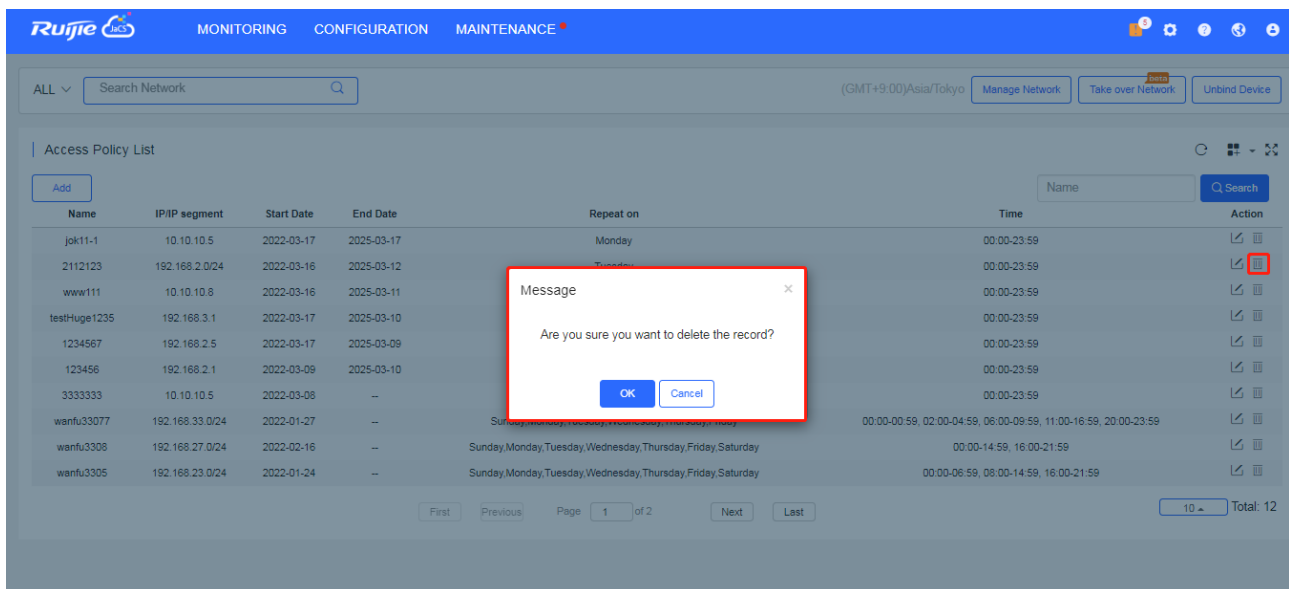 Ruijie JaCS MONITORING CONFIGURATION MAINTENANCE 5
ALL Search Network (GMT+9:00)Asia/Tokyo Manage Network beta Take over Network Unbind Device
Access Policy List
Add Name Search
Name IP/IP segment Start Date End Date Repeat on Time Action
jok11-1 10.10.10.5 2022-03-17 2025-03-17 Monday 00:00-23:59
2112123 192.168.2.0/24 2022-03-16 2025-03-12 Tuesday 00:00-23:59
www111 10.10.10.8 2022-03-16 2025-03-11 00:00-23:59
testHuge1235 192.168.3.1 2022-03-17 2025-03-10 00:00-23:59
1234567 192.168.2.5 2022-03-17 2025-03-09 00:00-23:59
123456 192.168.2.1 2022-03-09 2025-03-10 00:00-23:59
3333333 10.10.10.5 2022-03-08 -- 00:00-23:59
Message
Are you sure you want to delete the record?
OK Cancel
wanfu33077 192.168.33.0/24 2022-01-27 -- Sunday,Monday,Tuesday,Wednesday,Thursday,Friday 00:00-00:59, 02:00-04:59, 06:00-09:59, 11:00-16:59, 20:00-23:59
wanfu3306 192.168.27.0/24 2022-02-16 -- Sunday,Monday,Tuesday,Wednesday,Thursday,Friday,Saturday 00:00-14:59, 16:00-21:59
wanfu3305 192.168.23.0/24 2022-01-24 -- Sunday,Monday,Tuesday,Wednesday,Thursday,Friday,Saturday 00:00-06:59, 08:00-14:59, 16:00-21:59
First Previous Page 1 of 2 Next Last 10 Total: 12